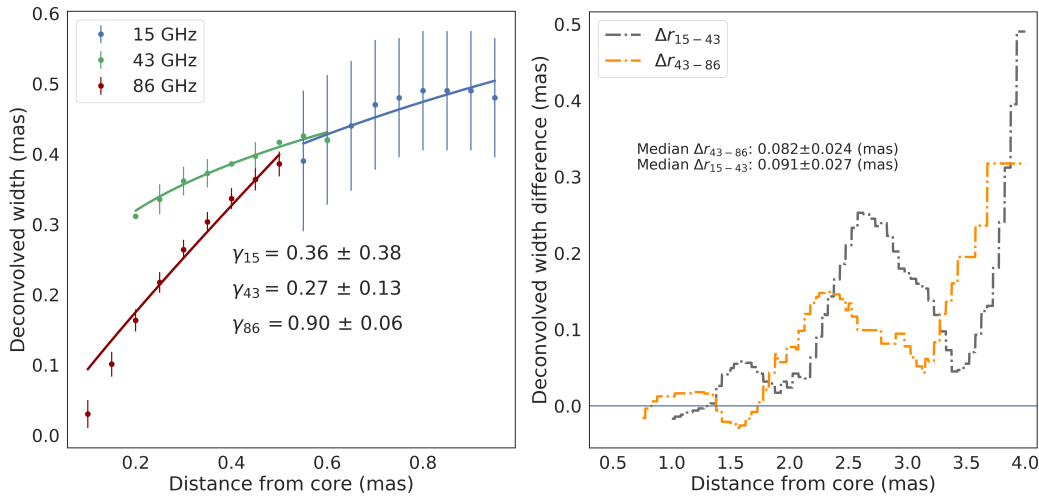 0.6
0.5
0.4
0.3
0.2
0.1
0.0
Deconvolved width (mas)
15 GHz
43 GHz
86 GHz
γ15 = 0.36 ± 0.38
γ43 = 0.27 ± 0.13
γ86 = 0.90 ± 0.06
0.2 0.4 0.6 0.8
Distance from core (mas)
0.5
0.4
0.3
0.2
0.1
0.0
Deconvolved width difference (mas)
Δr15−43
Δr43−86
Median Δr43−86: 0.082±0.024 (mas)
Median Δr15−43: 0.091±0.027 (mas)
0.5 1.0 1.5 2.0 2.5 3.0 3.5 4.0
Distance from core (mas)